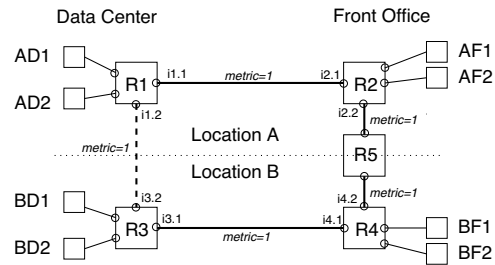 Data Center
Front Office
AD1
AD2
R1
i1.1
metric=1
i2.1
R2
AF1
AF2
i1.2
i2.2
metric=1
Location A
metric=1
R5
Location B
BD1
BD2
i3.2
R3
i3.1
metric=1
i4.2
metric=1
i4.1
R4
BF1
BF2